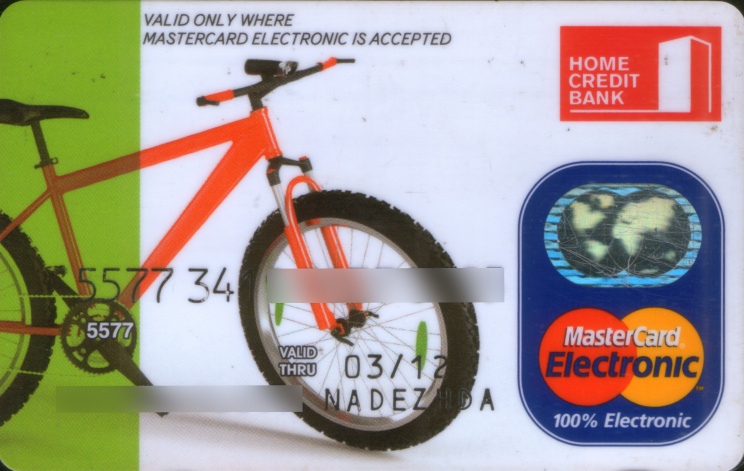 VALID ONLY WHERE
MASTERCARD ELECTRONIC IS ACCEPTED
HOME
CREDIT
BANK
5577 341
5577
MasterCard
Electronic
VALID
THRU
03/12
NADEZHDA
100% Electronic